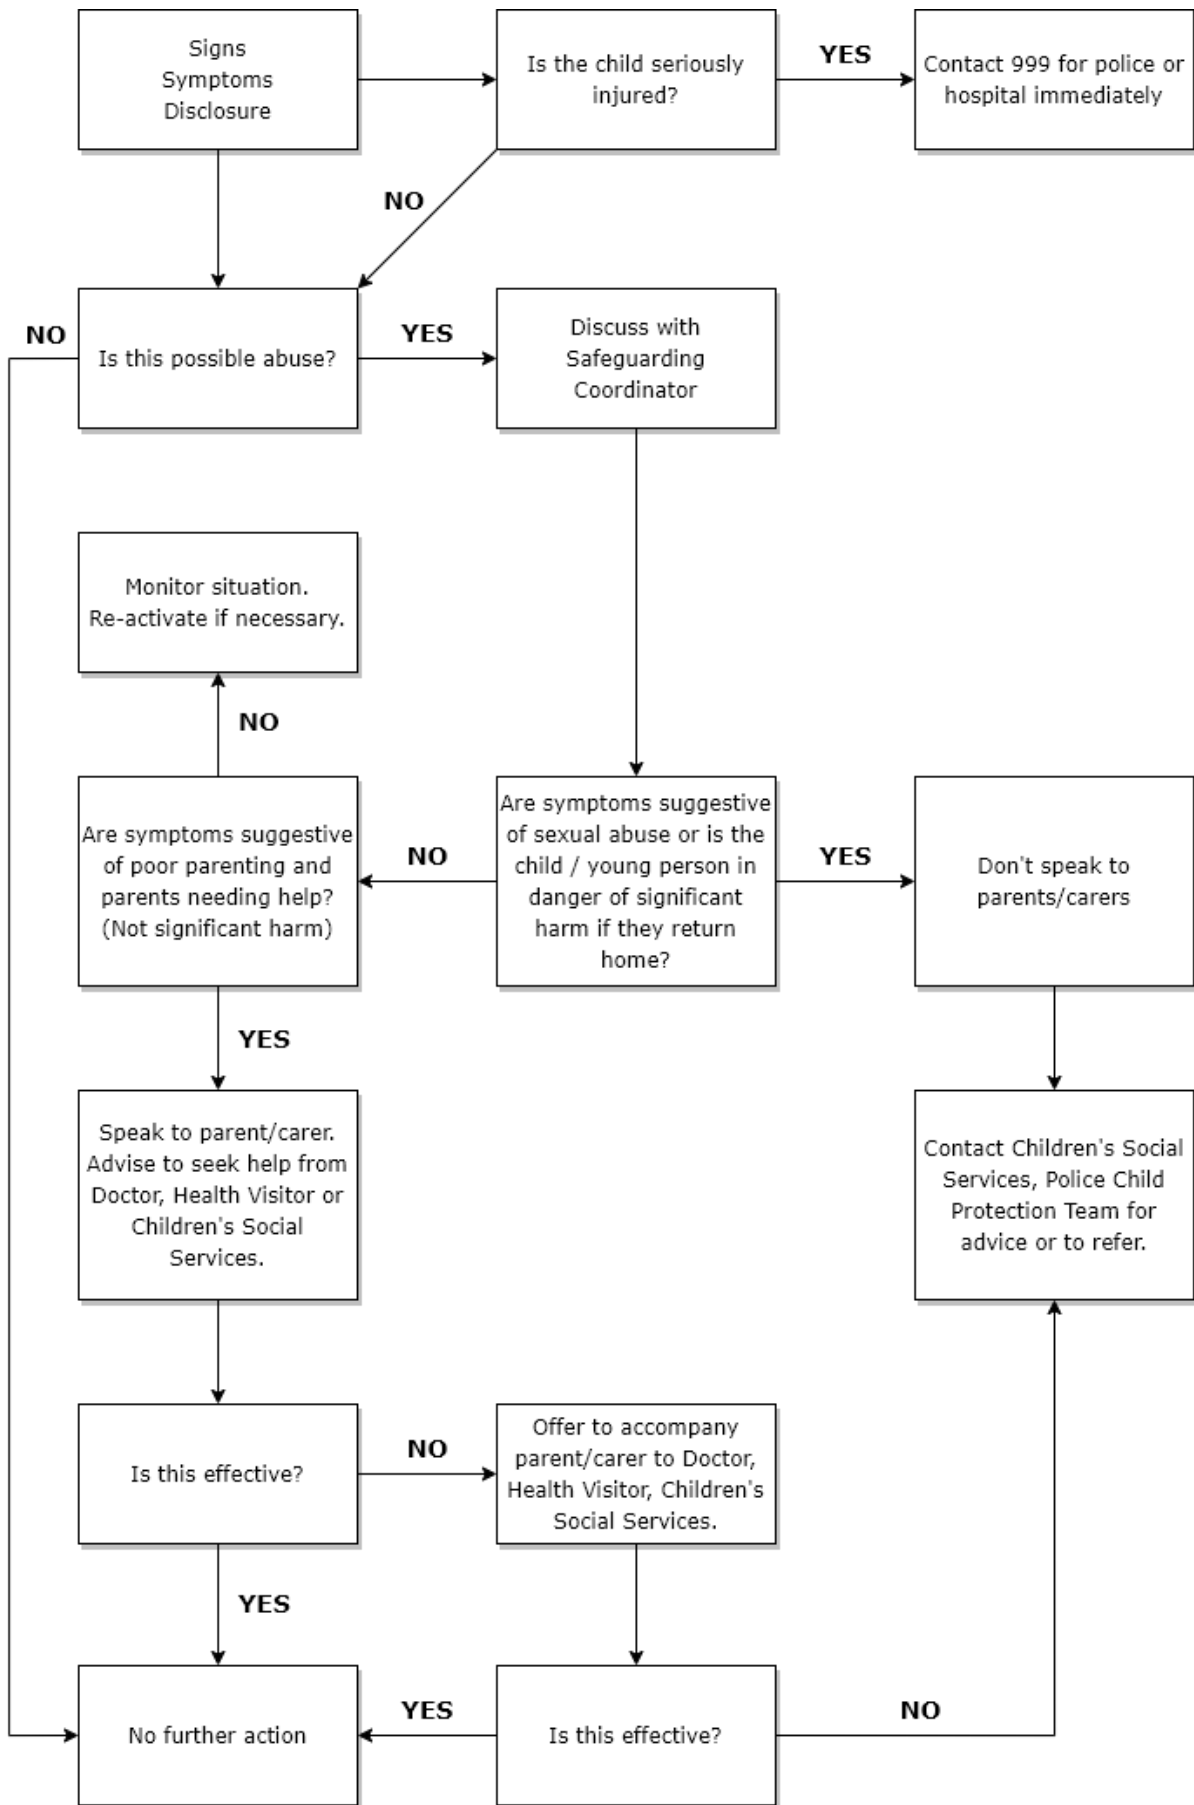 Signs
Symptoms
Disclosure
Is the child seriously
injured?
YES
Contact 999 for police or
hospital immediately
NO
NO
Is this possible abuse?
YES
Discuss with
Safeguarding
Coordinator
Monitor situation.
Re-activate if necessary.
NO
Are symptoms suggestive
of poor parenting and
parents needing help?
(Not significant harm)
NO
Are symptoms suggestive
of sexual abuse or is the
child / young person in
danger of significant
harm if they return
home?
YES
Don't speak to
parents/carers
YES
Speak to parent/carer.
Advise to seek help from
Doctor, Health Visitor or
Children's Social
Services.
Contact Children's Social
Services, Police Child
Protection Team for
advice or to refer.
Is this effective?
NO
Offer to accompany
parent/carer to Doctor,
Health Visitor, Children's
Social Services.
YES
No further action
YES
Is this effective?
NO